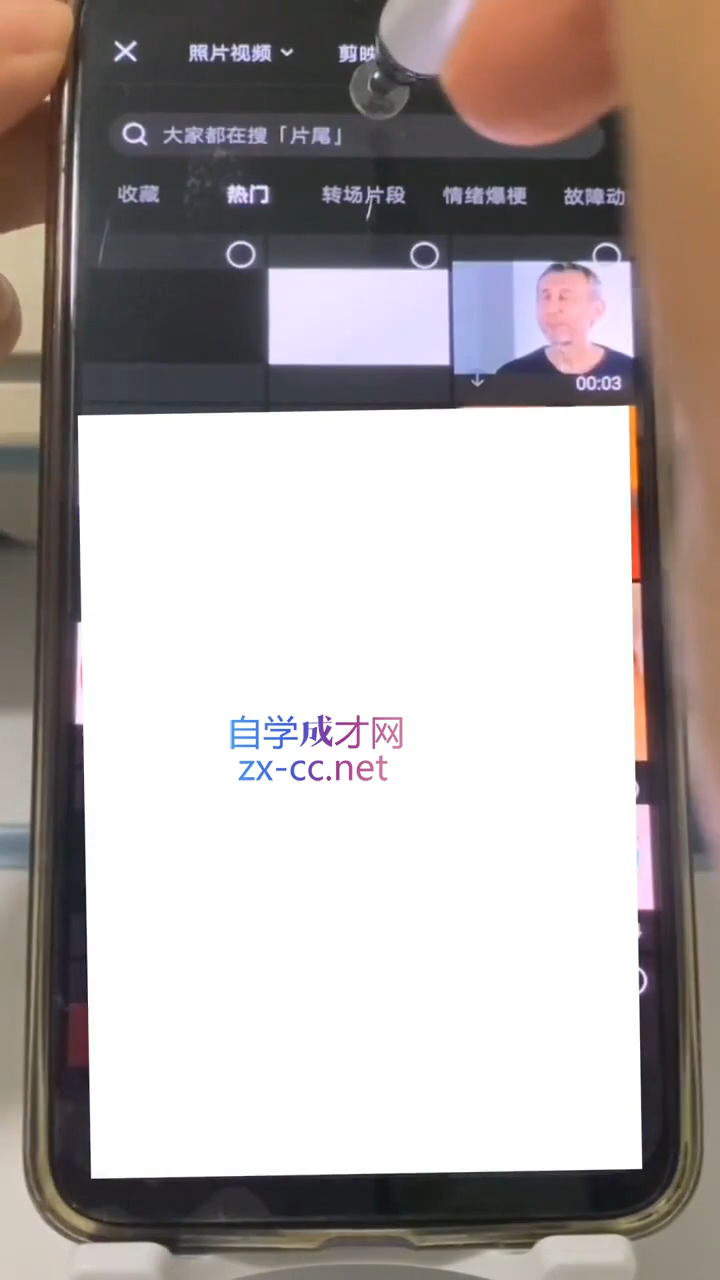 照片视频 剪映
大家都在搜「片尾」
收藏 热门 转场片段 情绪爆梗 故障动
00:03
自学成才网
zx-cc.net